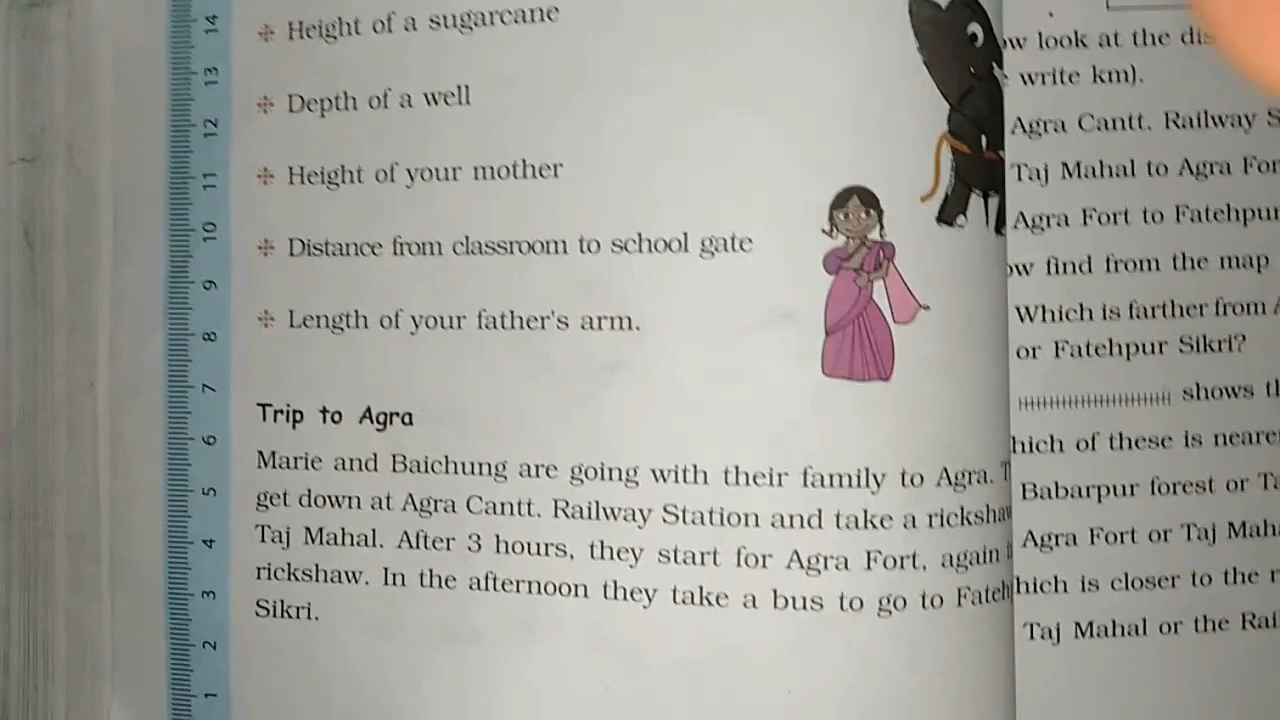 14
13
12
11
10
9
8
7
6
5
4
3
2
1
Height of a sugarcane
Depth of a well
Height of your mother
Distance from classroom to school gate
Length of your father's arm.
Trip to Agra
Marie and Baichung are going with their family to Agra.
get down at Agra Cantt. Railway Station and take a
Taj Mahal. After 3 hours, they start for Agra Fort, again
rickshaw. In the afternoon they take a bus to go to
Sikri.
look at the
write km).
Agra Cantt. Railway
Taj Mahal to Agra
Agra Fort to
find from the map
Which is farther from
or Fatehpur Sikri?
shows
of these is
Babarpur forest or
Agra Fort or Taj
is closer to the
Taj Mahal or the